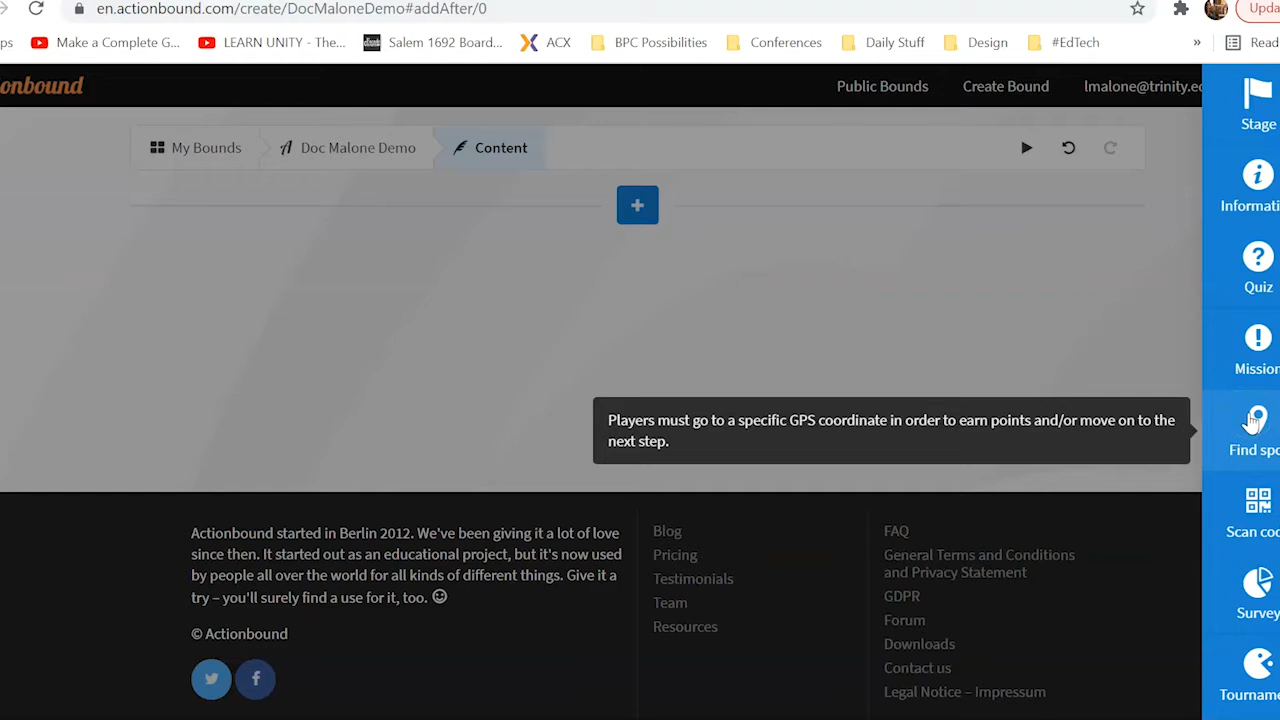 en.actionbound.com/create/DocMaloneDemo#addAfter/0
Upda
ps
Make a Complete G...
LEARN UNITY - The...
Salem 1692 Board...
ACX
BPC Possibilities
Conferences
Daily Stuff
Design
#EdTech
»
Read
onbound
Public Bounds
Create Bound
lmalone@trinity.ed
My Bounds
Doc Malone Demo
Content
Stage
Informati
Quiz
Mission
Find spo
Scan cod
Survey
Tourname
Players must go to a specific GPS coordinate in order to earn points and/or move on to the
next step.
Actionbound started in Berlin 2012. We've been giving it a lot of love
since then. It started out as an educational project, but it's now used
by people all over the world for all kinds of different things. Give it a
try – you'll surely find a use for it, too.
© Actionbound
Blog
Pricing
Testimonials
Team
Resources
FAQ
General Terms and Conditions
and Privacy Statement
GDPR
Forum
Downloads
Contact us
Legal Notice – Impressum